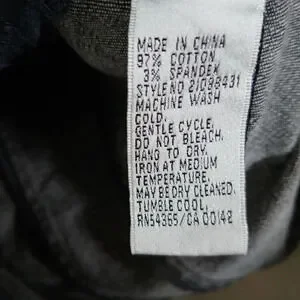 MADE IN CHINA
97% COTTON
3% SPANDEX
STYLE NO 21098431
MACHINE WASH
COLD.
GENTLE CYCLE.
DO NOT BLEACH.
HANG TO DRY.
IRON AT MEDIUM
TEMPERATURE.
MAY BE DRY CLEANED.
TUMBLE COOL.
RN54365/CA 00142